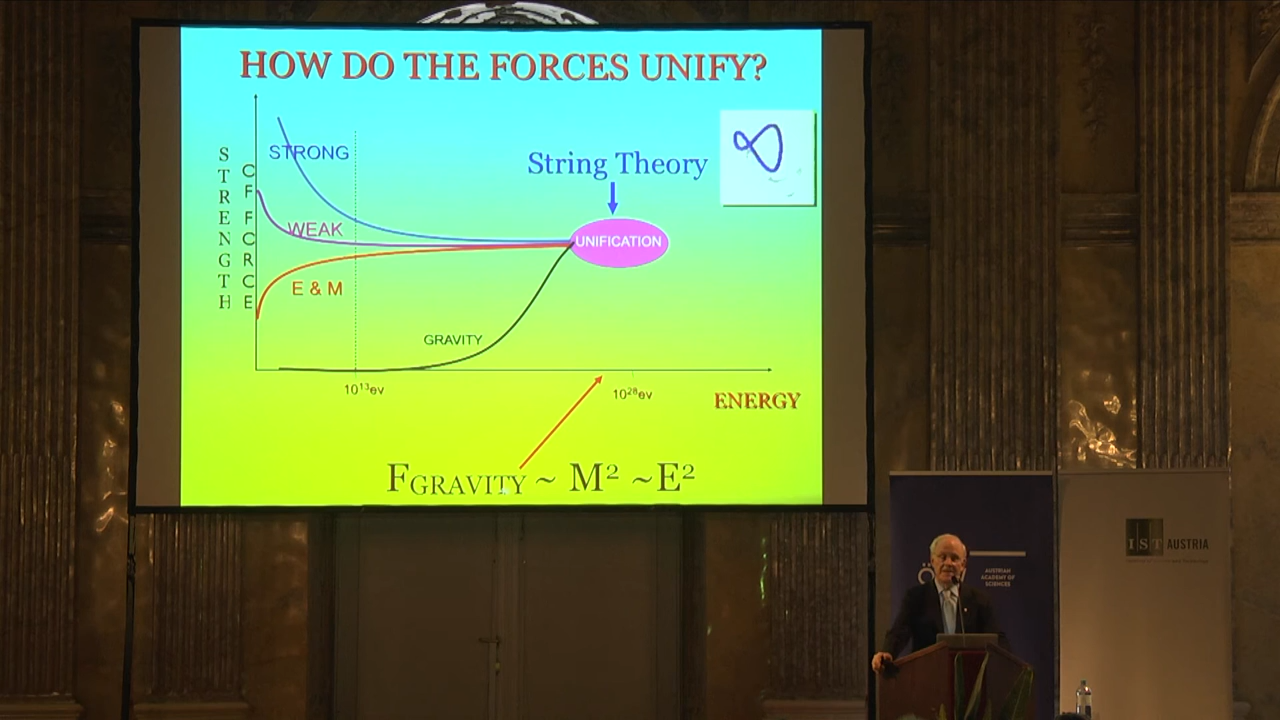 HOW DO THE FORCES UNIFY?
STRONG
STRENGTH
OF FORCE
String Theory
WEAK
UNIFICATION
E & M
GRAVITY
10¹³ev
10²⁸ev
ENERGY
FGRAVITY ~ M² ~E²
IST AUSTRIA
AUSTRIAN
ACADEMY OF
SCIENCES